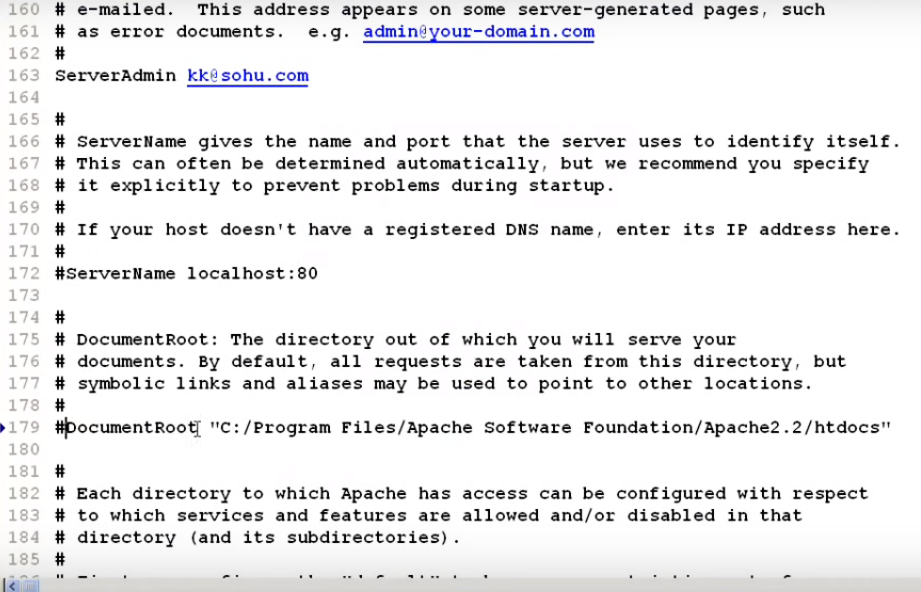 160 # e-mailed.  This address appears on some server-generated pages, such
161 # as error documents.  e.g. admin@your-domain.com
162 #
163 ServerAdmin kk@sohu.com
164
165 #
166 # ServerName gives the name and port that the server uses to identify itself.
167 # This can often be determined automatically, but we recommend you specify
168 # it explicitly to prevent problems during startup.
169 #
170 # If your host doesn't have a registered DNS name, enter its IP address here.
171 #
172 #ServerName localhost:80
173
174 #
175 # DocumentRoot: The directory out of which you will serve your
176 # documents. By default, all requests are taken from this directory, but
177 # symbolic links and aliases may be used to point to other locations.
178 #
179 #DocumentRoot "C:/Program Files/Apache Software Foundation/Apache2.2/htdocs"
180
181 #
182 # Each directory to which Apache has access can be configured with respect
183 # to which services and features are allowed and/or disabled in that
184 # directory (and its subdirectories).
185 #